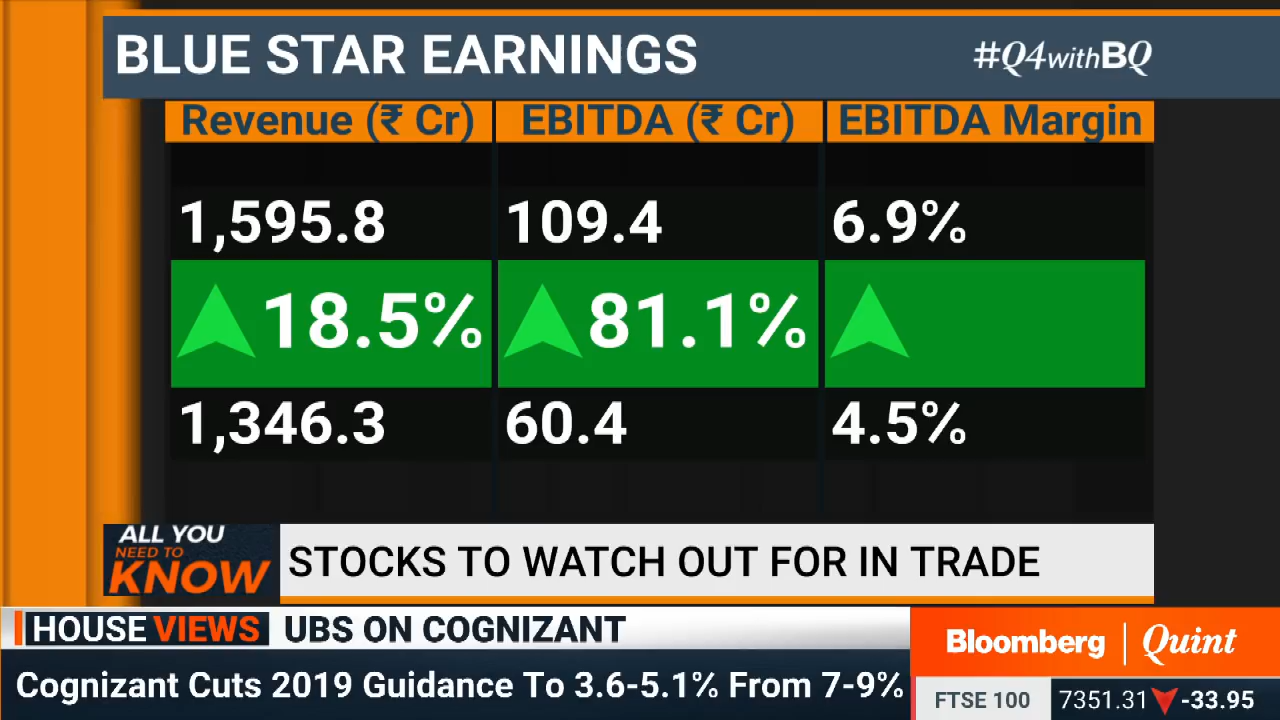 BLUE STAR EARNINGS
#Q4withBQ
Revenue (₹ Cr) EBITDA (₹ Cr) EBITDA Margin
1,595.8 109.4 6.9%
18.5% 81.1%
1,346.3 60.4 4.5%
ALL YOU
NEED TO
KNOW
STOCKS TO WATCH OUT FOR IN TRADE
HOUSE VIEWS UBS ON COGNIZANT
Cognizant Cuts 2019 Guidance To 3.6-5.1% From 7-9%
Bloomberg | Quint
FTSE 100 7351.31 -33.95